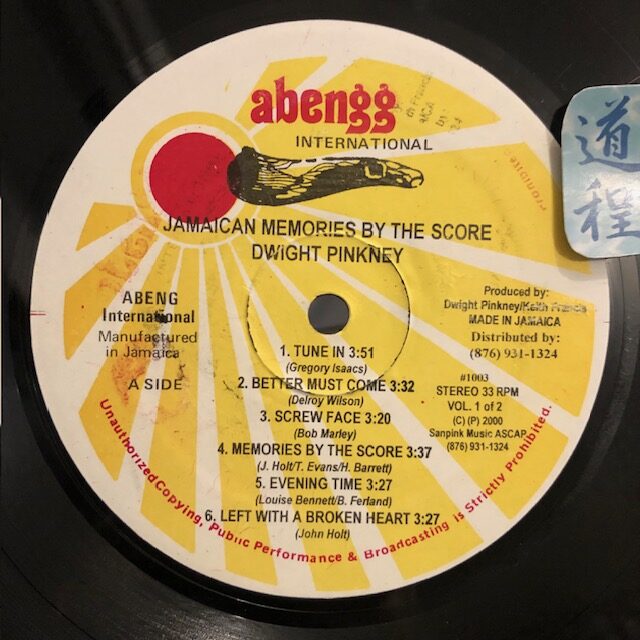 abengg
INTERNATIONAL
JAMAICAN MEMORIES BY THE SCORE
DWIGHT PINKNEY
道程
ABENG
International
Manufactured
in Jamaica
A SIDE
Produced by:
Dwight Pinkney/Keith Francis
MADE IN JAMAICA
Distributed by:
(876) 931-1324
1. TUNE IN 3:51
(Gregory Isaacs)
2. BETTER MUST COME 3:32
(Delroy Wilson)
3. SCREW FACE 3:20
(Bob Marley)
4. MEMORIES BY THE SCORE 3:37
(J. Holt/T. Evans/H. Barrett)
5. EVENING TIME 3:27
(Louise Bennett/B. Ferland)
6. LEFT WITH A BROKEN HEART 3:27
(John Holt)
#1003
STEREO 33 RPM
VOL. 1 of 2
(C) (P) 2000
Sanpink Music ASCAP
(876) 931-1324
Unauthorized Copying, Public Performance & Broadcasting is Strictly Prohibited.